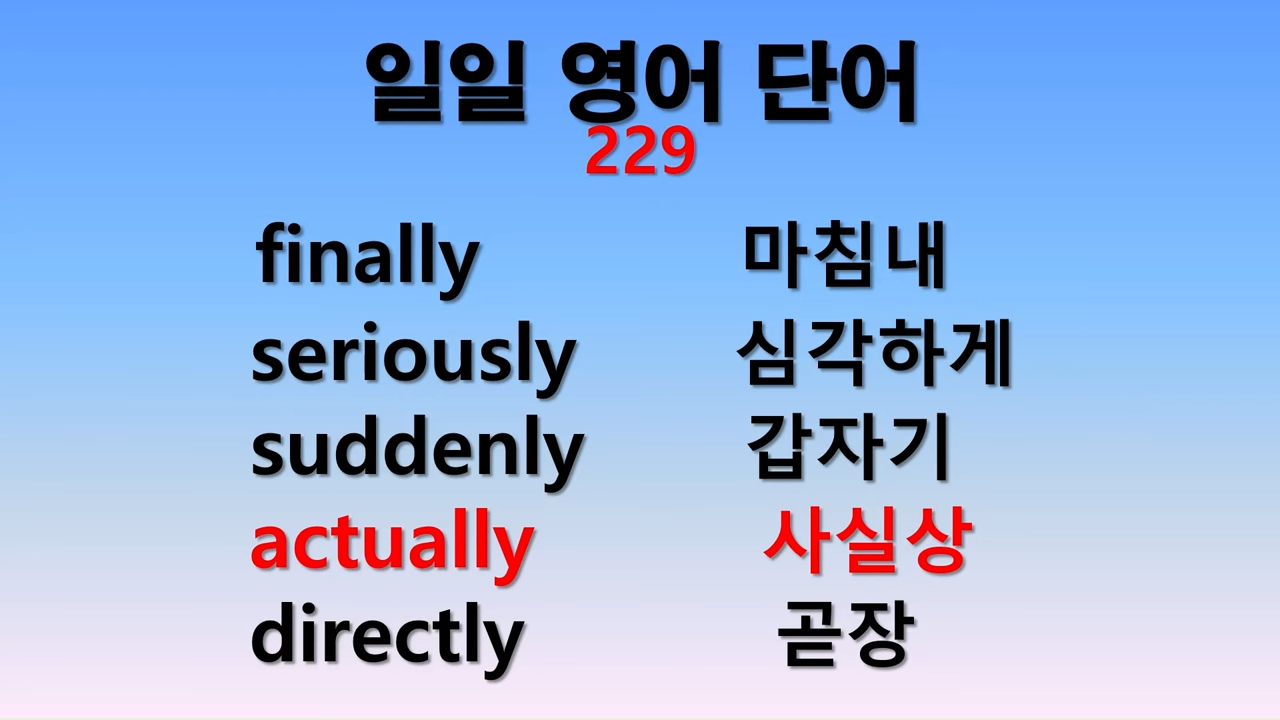 일일 영어 단어
229
finally 마침내
seriously 심각하게
suddenly 갑자기
actually 사실상
directly 곧장